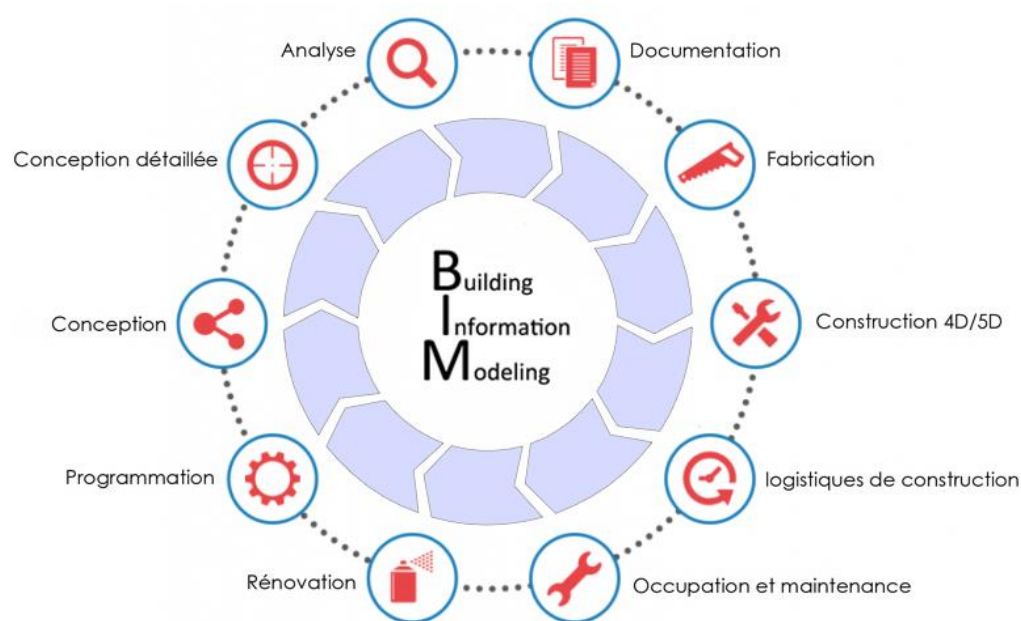 Analyse
Documentation
Conception détaillée
Fabrication
Building
Information
Modeling
Conception
Construction 4D/5D
Programmation
logistiques de construction
Rénovation
Occupation et maintenance